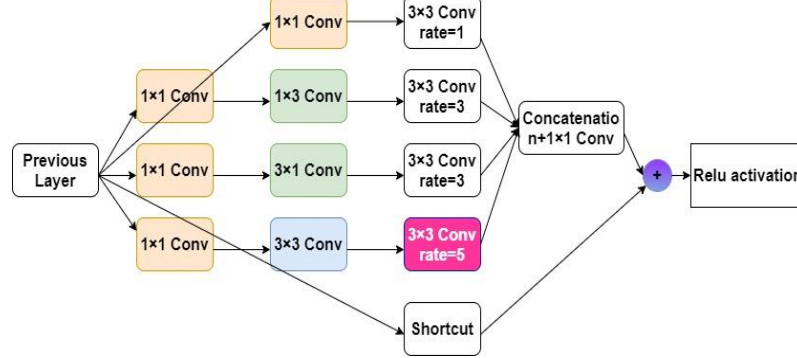 1×1 Conv
3×3 Conv
rate=1
1×1 Conv
1×3 Conv
3×3 Conv
rate=3
Concatenatio
n+1×1 Conv
Previous
Layer
1×1 Conv
3×1 Conv
3×3 Conv
rate=3
+
Relu activation
1×1 Conv
3×3 Conv
3×3 Conv
rate=5
Shortcut